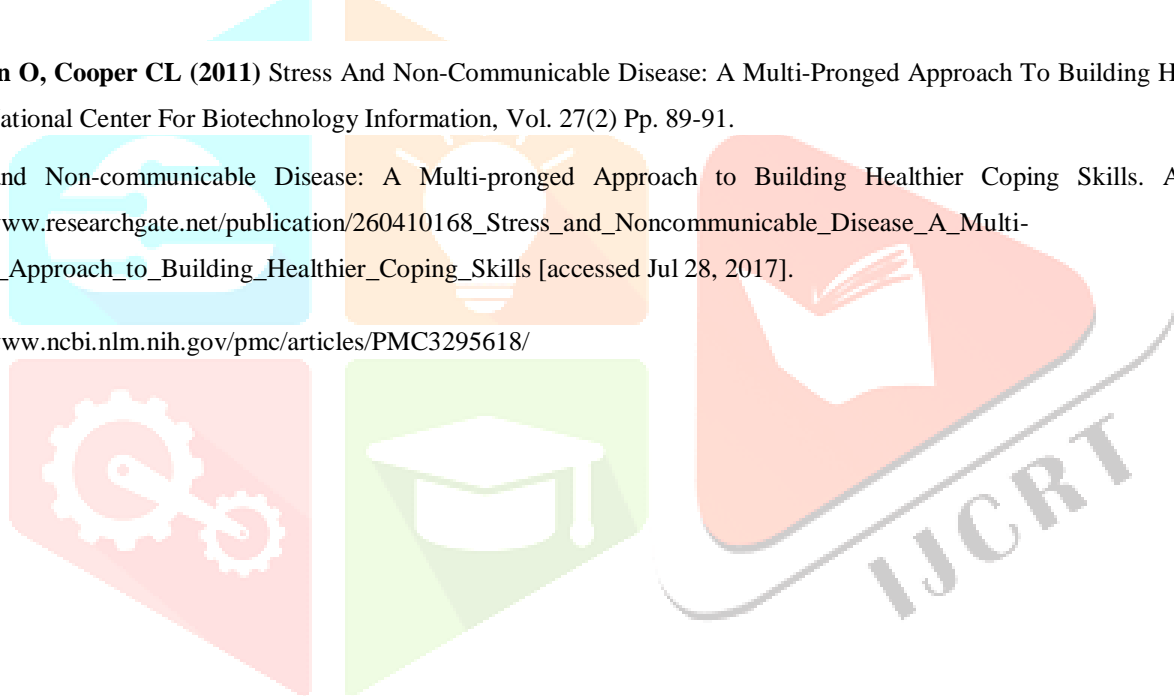 n O, Cooper CL (2011) Stress And Non-Communicable Disease: A Multi-Pronged Approach To Building H
ational Center For Biotechnology Information, Vol. 27(2) Pp. 89-91.
nd Non-communicable Disease: A Multi-pronged Approach to Building Healthier Coping Skills. A
ww.researchgate.net/publication/260410168_Stress_and_Noncommunicable_Disease_A_Multi-
_Approach_to_Building_Healthier_Coping_Skills [accessed Jul 28, 2017].
ww.ncbi.nlm.nih.gov/pmc/articles/PMC3295618/
IJCRT